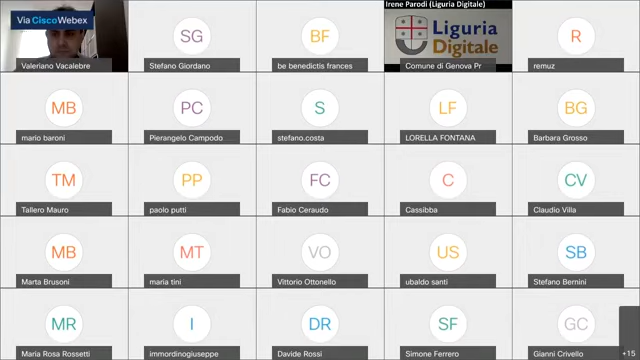 Via CiscoWebex
Valeriano Vacalebre
SG
Stefano Giordano
BF
be benedictis frances
Irene Parodi (Liguria Digitale)
Liguria
Digitale
Comune di Genova Pr
R
remuz
MB
mario baroni
PC
Pierangelo Campodo
S
stefano.costa
LF
LORELLA FONTANA
BG
Barbara Grosso
TM
Tallero Mauro
PP
paolo putti
FC
Fabio Ceraudo
C
Cassibba
CV
Claudio Villa
MB
Marta Brusoni
MT
maria tini
VO
Vittorio Ottonello
US
ubaldo santi
SB
Stefano Bernini
MR
Maria Rosa Rossetti
I
immordinogiuseppe
DR
Davide Rossi
SF
Simone Ferrero
GC
Gianni Crivello
+15